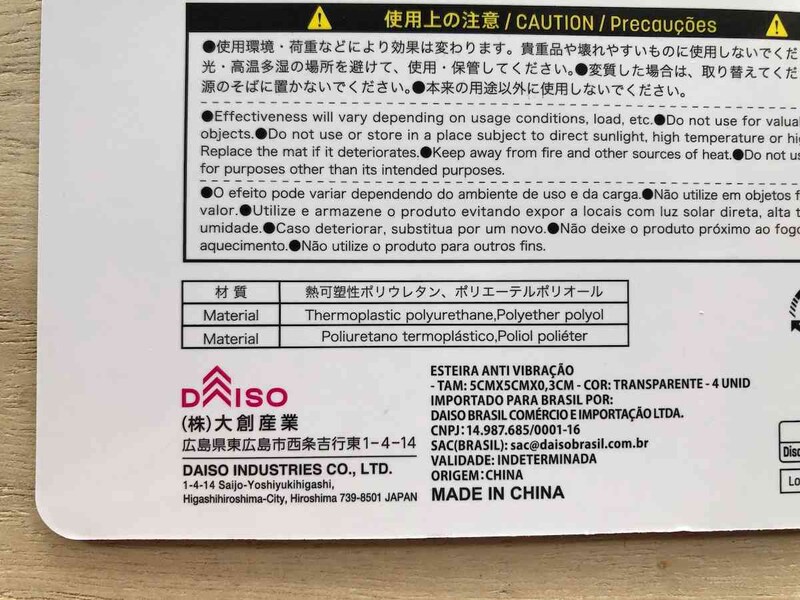 使用上の注意 / CAUTION / Precauções
●使用環境・荷重などにより効果は変わります。貴重品や壊れやすいものに使用しないでくだ
光・高温多湿の場所を避けて、使用・保管してください。●変質した場合は、取り替えてくだ
源のそばに置かないでください。●本来の用途以外に使用しないでください。
●Effectiveness will vary depending on usage conditions, load, etc.●Do not use for valua
objects.●Do not use or store in a place subject to direct sunlight, high temperature or hig
Replace the mat if it deteriorates.●Keep away from fire and other sources of heat.●Do not us
for purposes other than its intended purposes.
●O efeito pode variar dependendo do ambiente de uso e da carga.●Não utilize em objetos f
valor.●Utilize e armazene o produto evitando expor a locais com luz solar direta, alta t
umidade.●Caso deteriorar, substitua por um novo.●Não deixe o produto próximo ao fogo
aquecimento.●Não utilize o produto para outros fins.
材質 熱可塑性ポリウレタン、ポリエーテルポリオール
Material Thermoplastic polyurethane,Polyether polyol
Material Poliuretano termoplástico,Poliol poliéter
DAISO
(株)大創産業
広島県東広島市西条吉行東1-4-14
DAISO INDUSTRIES CO., LTD.
1-4-14 Saijo-Yoshiyukihigashi,
Higashihiroshima-City, Hiroshima 739-8501 JAPAN
ESTEIRA ANTI VIBRAÇÃO
- TAM: 5CMX5CMX0,3CM - COR: TRANSPARENTE - 4 UNID
IMPORTADO PARA BRASIL POR:
DAISO BRASIL COMÉRCIO E IMPORTAÇÃO LTDA.
CNPJ: 14.987.685/0001-16
SAC(BRASIL): sac@daisobrasil.com.br
VALIDADE: INDETERMINADA
ORIGEM:CHINA
MADE IN CHINA
Disc
Lo